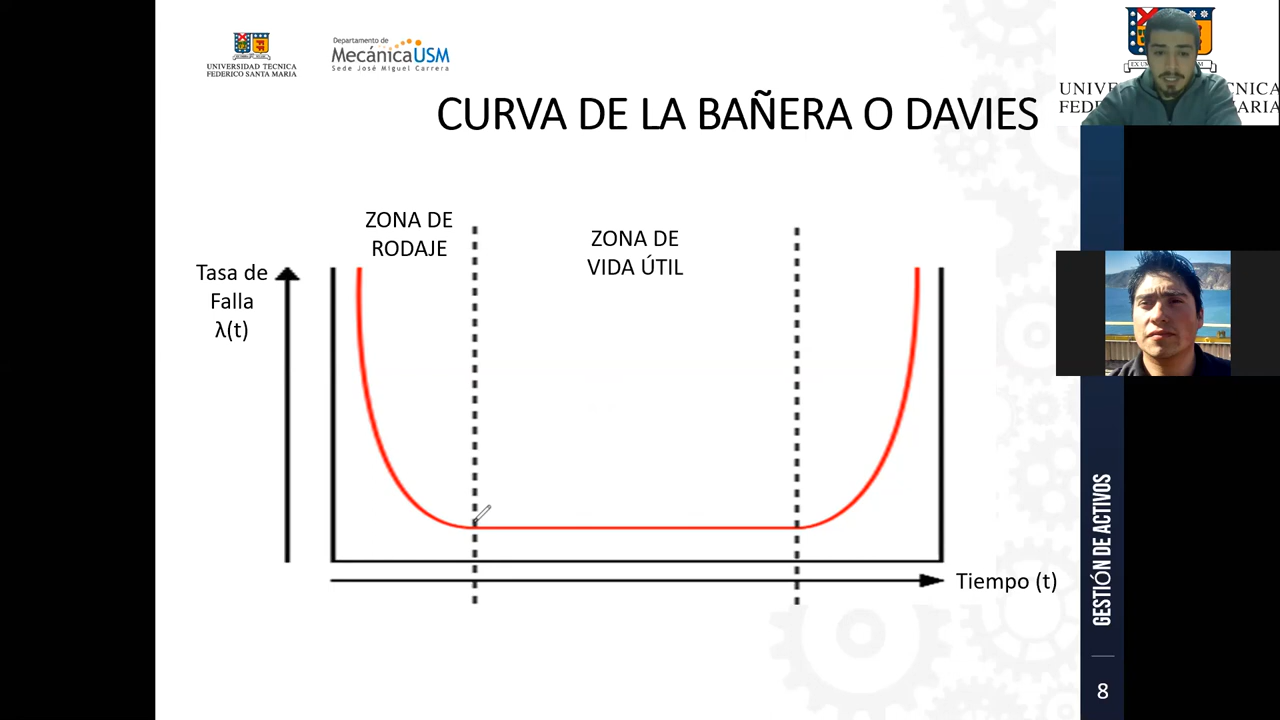 UNIVERSIDAD TECNICA
FEDERICO SANTA MARIA
Departamento de
MecánicaUSM
Sede José Miguel Carrera
CURVA DE LA BAÑERA O DAVIES
ZONA DE
RODAJE
ZONA DE
VIDA ÚTIL
Tasa de
Falla
λ(t)
Tiempo (t)
GESTIÓN DE ACTIVOS
8